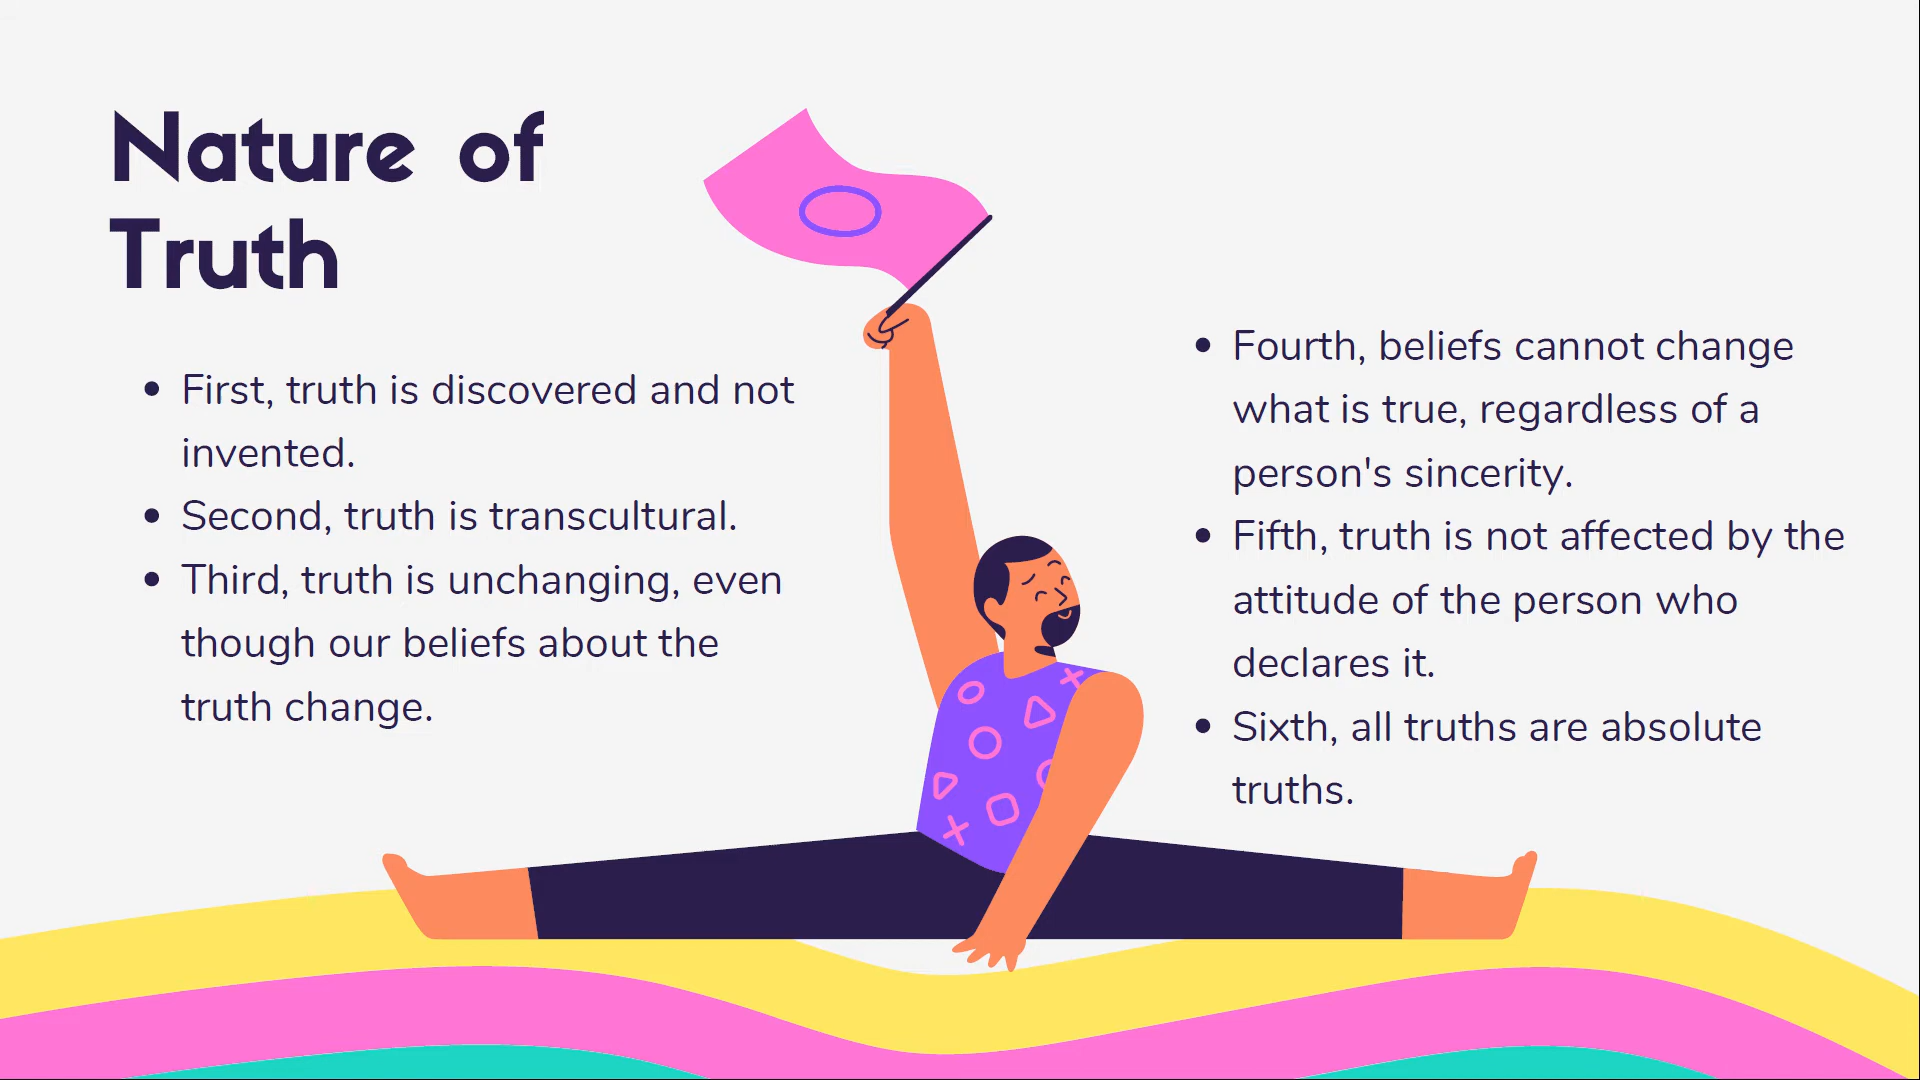 Nature of
Truth
• First, truth is discovered and not
invented.
• Second, truth is transcultural.
• Third, truth is unchanging, even
though our beliefs about the
truth change.
• Fourth, beliefs cannot change
what is true, regardless of a
person's sincerity.
• Fifth, truth is not affected by the
attitude of the person who
declares it.
• Sixth, all truths are absolute
truths.